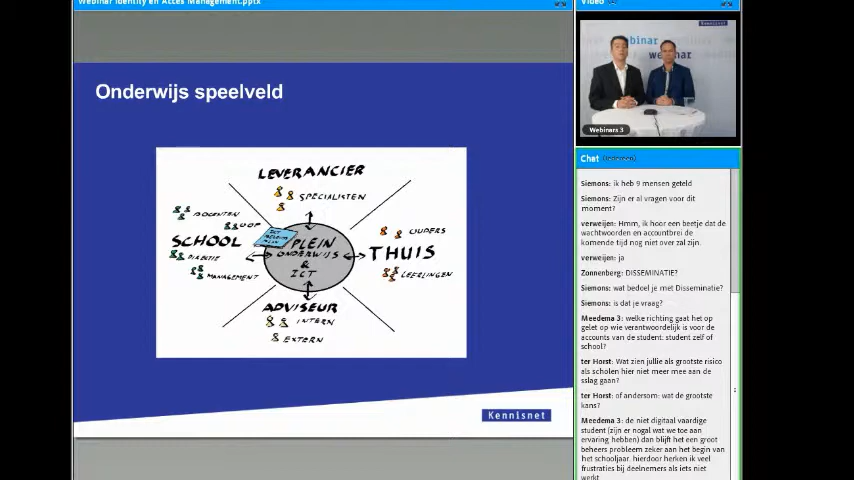 Webinar Identity en Acces Management.pptx
Onderwijs speelveld
LEVERANCIER
SPECIALISTEN
DOCENTEN
OOP
SCHOOL
DIRECTIE
MANAGEMENT
PLEIN
ONDERWIJS
&
ICT
OUDERS
THUIS
LEERLINGEN
ADVISEUR
INTERN
EXTERN
Kennisnet
Video
Kennisnet
webinar
Webinars 3
Chat
Siemons: ik heb 9 mensen geteld
Siemons: Zijn er al vragen voor dit
moment?
verweijen: Hmm, ik hoor een beetje dat de
wachtwoorden en accountbrei de
komende tijd nog niet over zal zijn.
verweijen: ja
Zonnenberg: DISSEMINATIE?
Siemons: wat bedoel je met Disseminatie?
Siemons: is dat je vraag?
Meedema 3: welke richting gaat het op
gelet op wie verantwoordelijk is voor de
accounts van de student: student zelf of
school?
ter Horst: Wat zien jullie als grootste risico
als scholen hier niet meer mee aan de
sslag gaan?
ter Horst: of andersom: wat de grootste
kans?
Meedema 3: de niet digitaal vaardige
student (zijn er nogal wat we toe aan
ervaring hebben) dan blijft het een groot
beheers probleem zeker aan het begin van
het schooljaar. hierdoor herken ik veel
frustraties bij deelnemers als iets niet
werkt